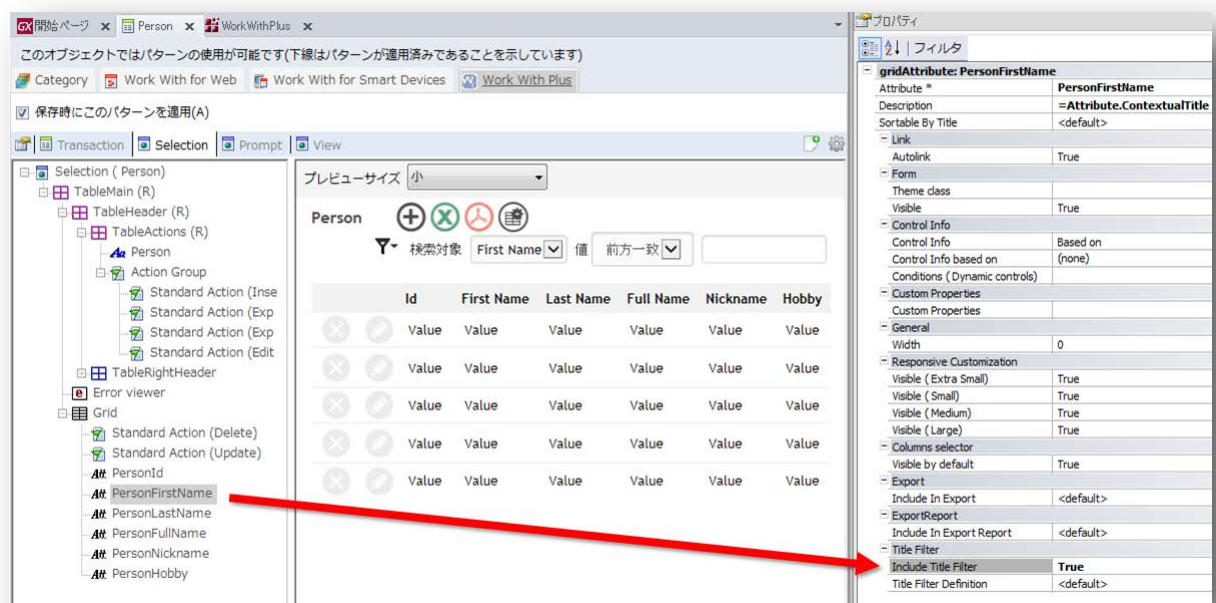 開始ページ x Person x WorkWithPlus x
このオブジェクトではパターンの使用が可能です(下線はパターンが適用済みであることを示しています)
Category Work With for Web Work With for Smart Devices Work With Plus
保存時にこのパターンを適用(A)
Transaction Selection Prompt View
Selection ( Person)
TableMain (R)
TableHeader (R)
TableActions (R)
Person
Action Group
Standard Action (Inse
Standard Action (Exp
Standard Action (Exp
Standard Action (Edit
TableRightHeader
Error viewer
Grid
Standard Action (Delete)
Standard Action (Update)
PersonId
PersonFirstName
PersonLastName
PersonFullName
PersonNickname
PersonHobby
プレビューサイズ 小
Person
検索対象 First Name 値 前方一致
Id First Name Last Name Full Name Nickname Hobby
Value Value Value Value Value Value
Value Value Value Value Value Value
Value Value Value Value Value Value
Value Value Value Value Value Value
Value Value Value Value Value Value
プロパティ
フィルタ
gridAttribute: PersonFirstName
Attribute * PersonFirstName
Description =Attribute.ContextualTitle
Sortable By Title <default>
Link
Autolink True
Form
Theme class
Visible True
Control Info
Control Info Based on
Control Info based on (none)
Conditions (Dynamic controls)
Custom Properties
Custom Properties
General
Width 0
Responsive Customization
Visible (Extra Small) True
Visible (Small) True
Visible (Medium) True
Visible (Large) True
Columns selector
Visible by default True
Export
Include In Export <default>
ExportReport
Include In Export Report <default>
Title Filter
Include Title Filter True
Title Filter Definition <default>